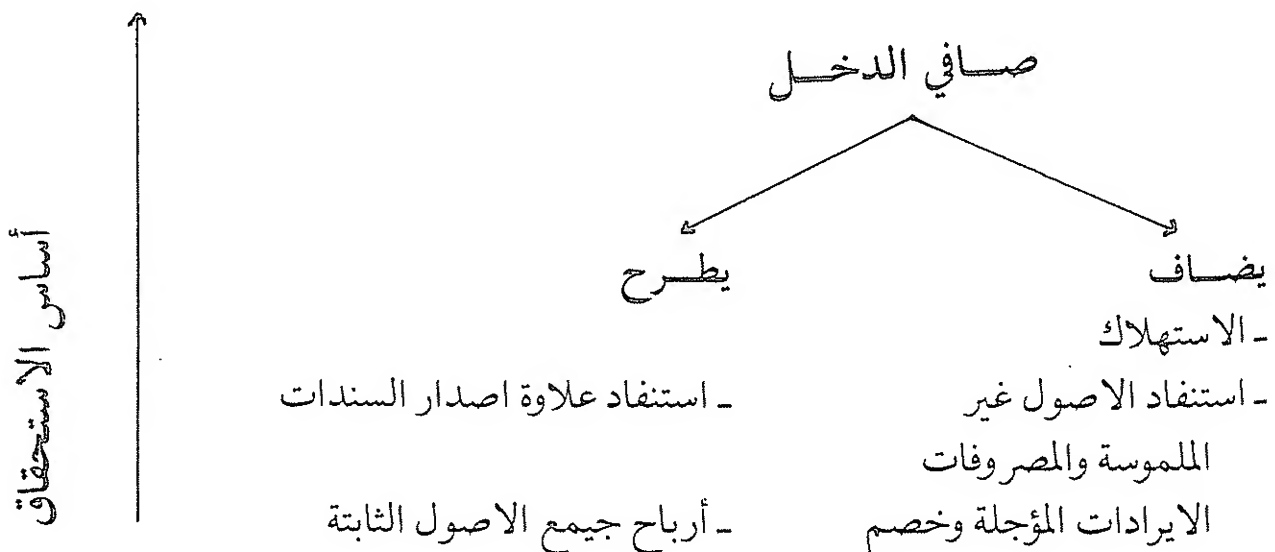 صافي الدخل
يضاف
يطرح
ـ الاستهلاك
ـ استنفاد الاصول غير
ـ استنفاد علاوة اصدار السندات
الملموسة والمصروفات
الايرادات المؤجلة وخصم
ـ أرباح جيمع الاصول الثابتة
أساس الاستحقاق